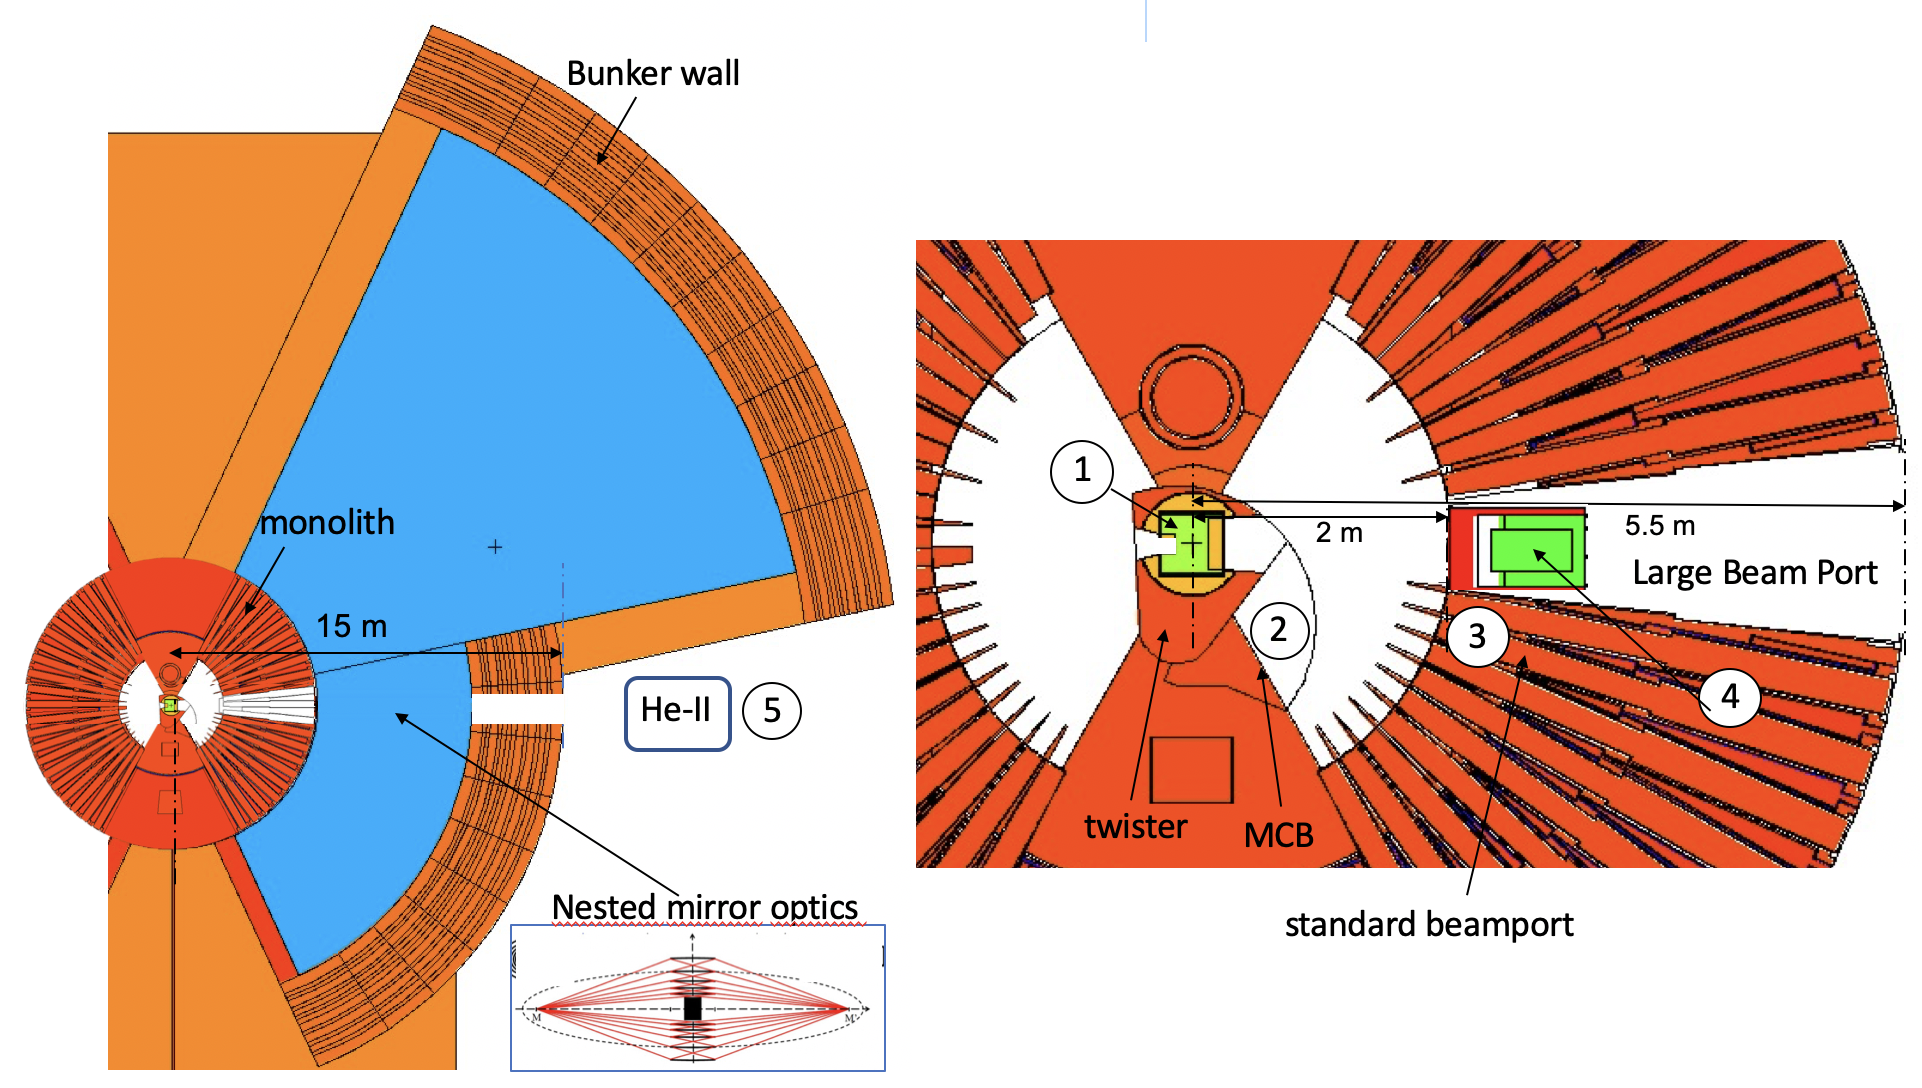 Bunker wall
monolith
15 m
He-II
5
Nested mirror optics
M
M'
1
2 m
5.5 m
Large Beam Port
2
3
4
twister
MCB
standard beamport